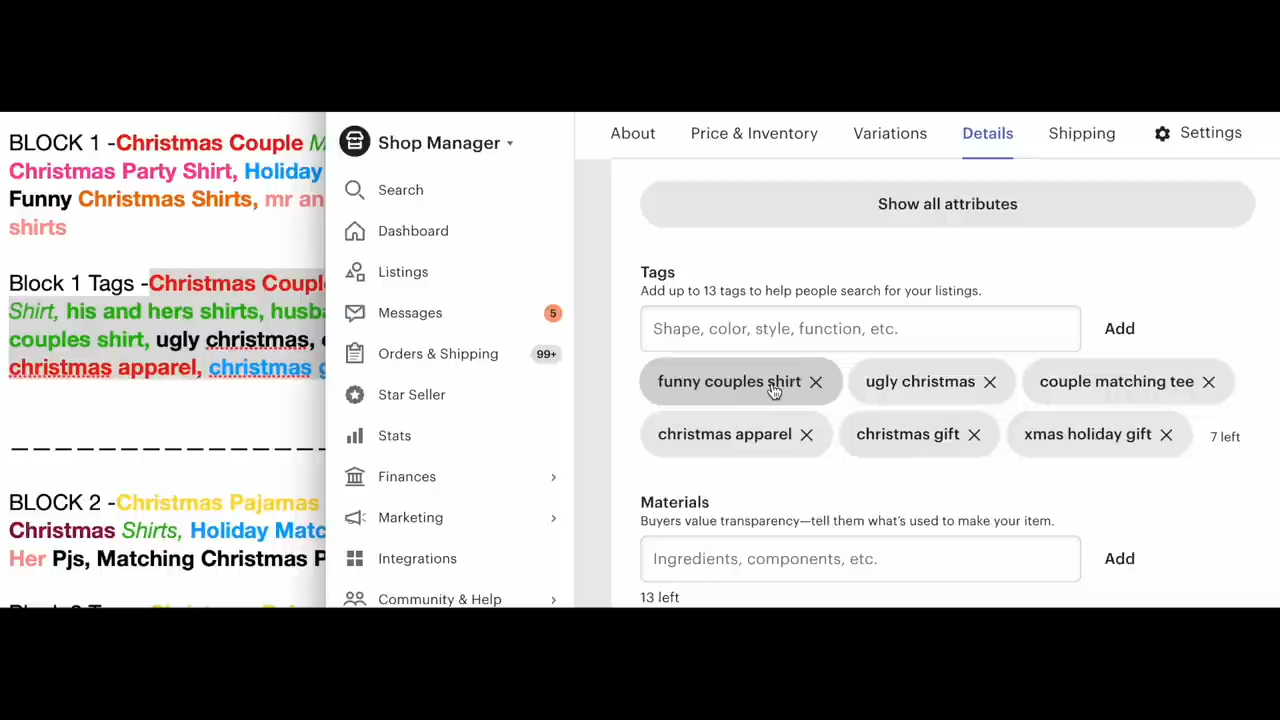 BLOCK 1 -Christmas Couple
Christmas Party Shirt, Holiday
Funny Christmas Shirts, mr an
shirts
Block 1 Tags -Christmas Coupl
Shirt, his and hers shirts, husba
couples shirt, ugly christmas,
christmas apparel, christmas g
BLOCK 2 -Christmas Pajamas
Christmas Shirts, Holiday Matc
Her Pjs, Matching Christmas P
Shop Manager
Search
Dashboard
Listings
Messages 5
Orders & Shipping 99+
Star Seller
Stats
Finances
Marketing
Integrations
Community & Help
About Price & Inventory Variations Details Shipping Settings
Show all attributes
Tags
Add up to 13 tags to help people search for your listings.
Shape, color, style, function, etc. Add
funny couples shirt ugly christmas couple matching tee
christmas apparel christmas gift xmas holiday gift 7 left
Materials
Buyers value transparency—tell them what's used to make your item.
Ingredients, components, etc. Add
13 left